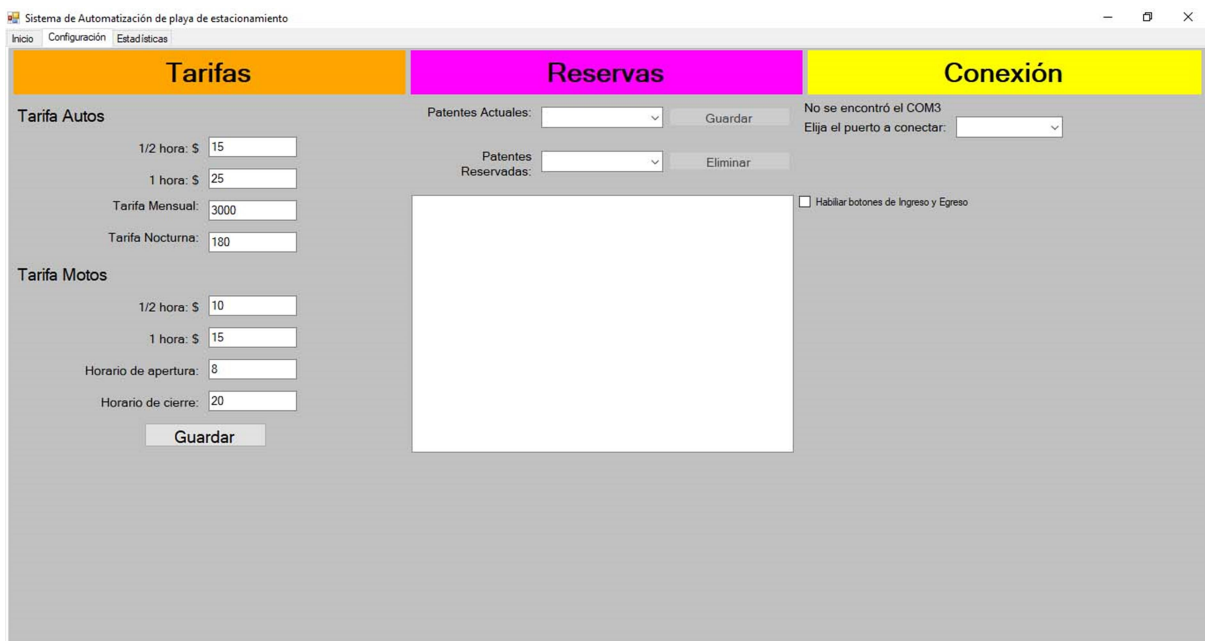 Sistema de Automatización de playa de estacionamiento
Inicio Configuración Estadísticas
Tarifas
Tarifa Autos
1/2 hora: $ 15
1 hora: $ 25
Tarifa Mensual: 3000
Tarifa Nocturna: 180
Tarifa Motos
1/2 hora: $ 10
1 hora: $ 15
Horario de apertura: 8
Horario de cierre: 20
Guardar
Reservas
Patentes Actuales: Guardar
Patentes
Reservadas: Eliminar
Conexión
No se encontró el COM3
Elija el puerto a conectar:
Habiliar botones de Ingreso y Egreso